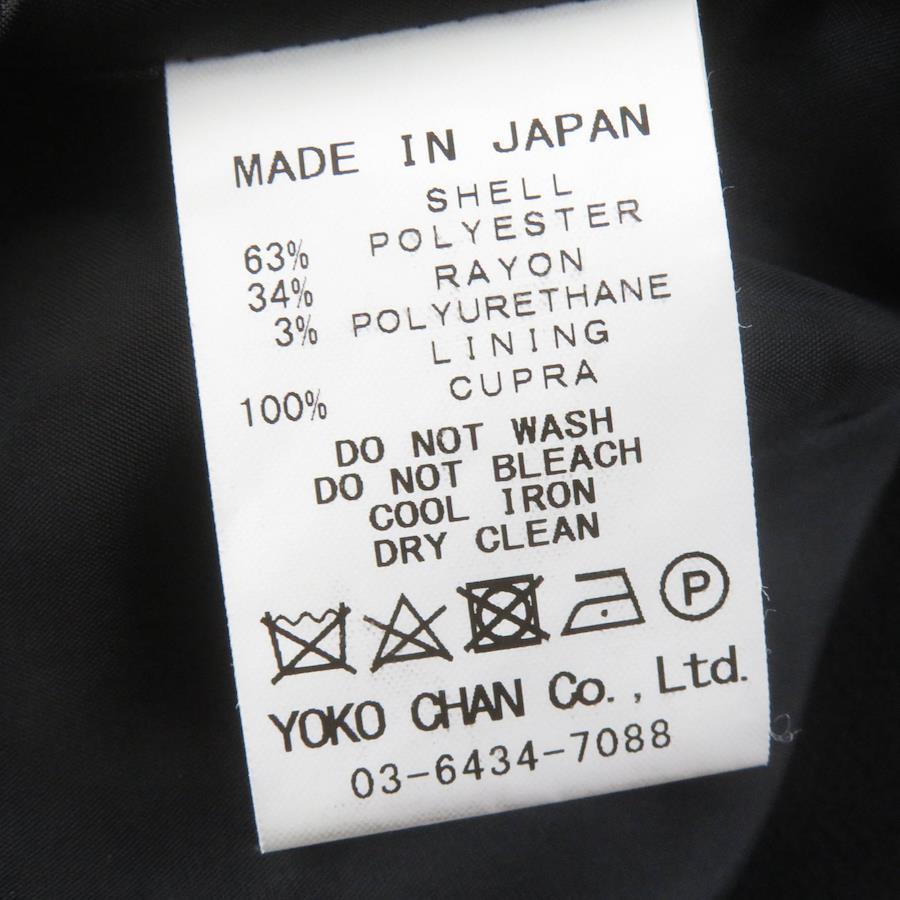 MADE IN JAPAN
SHELL
63% POLYESTER
34% RAYON
3% POLYURETHANE
LINING
100% CUPRA
DO NOT WASH
DO NOT BLEACH
COOL IRON
DRY CLEAN
P
YOKO CHAN Co., Ltd.
03-6434-7088